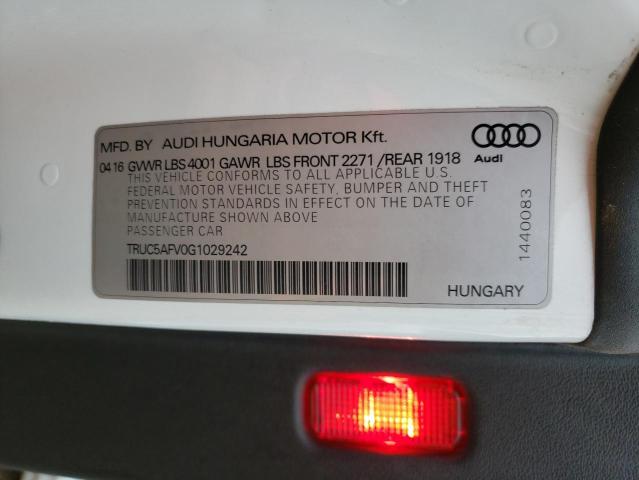 MFD. BY AUDI HUNGARIA MOTOR Kft.
04 16 GVWR LBS 4001 GAWR LBS FRONT 2271 /REAR 1918
THIS VEHICLE CONFORMS TO ALL APPLICABLE U.S.
FEDERAL MOTOR VEHICLE SAFETY, BUMPER AND THEFT
PREVENTION STANDARDS IN EFFECT ON THE DATE OF
MANUFACTURE SHOWN ABOVE
PASSENGER CAR
TRUC5AFV0G1029242
HUNGARY
Audi
1440083